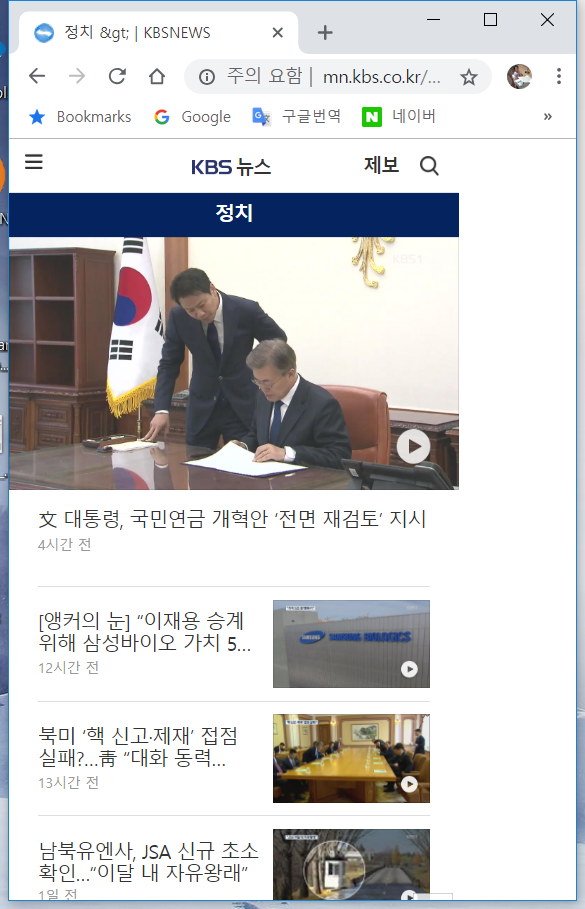 정치 &gt; | KBSNEWS
주의 요함 | mn.kbs.co.kr/...
Bookmarks Google 구글번역 네이버 »
KBS 뉴스 제보
정치
KBS1
文 대통령, 국민연금 개혁안 ‘전면 재검토’ 지시
4시간 전
[앵커의 눈] “이재용 승계
위해 삼성바이오 가치 5...
12시간 전
SAMSUNG BIOLOGICS
북미 ‘핵 신고·제재’ 접점
실패?...靑 “대화 동력...
13시간 전
남북유엔사, JSA 신규 초소
확인...“이달 내 자유왕래”
1일 전